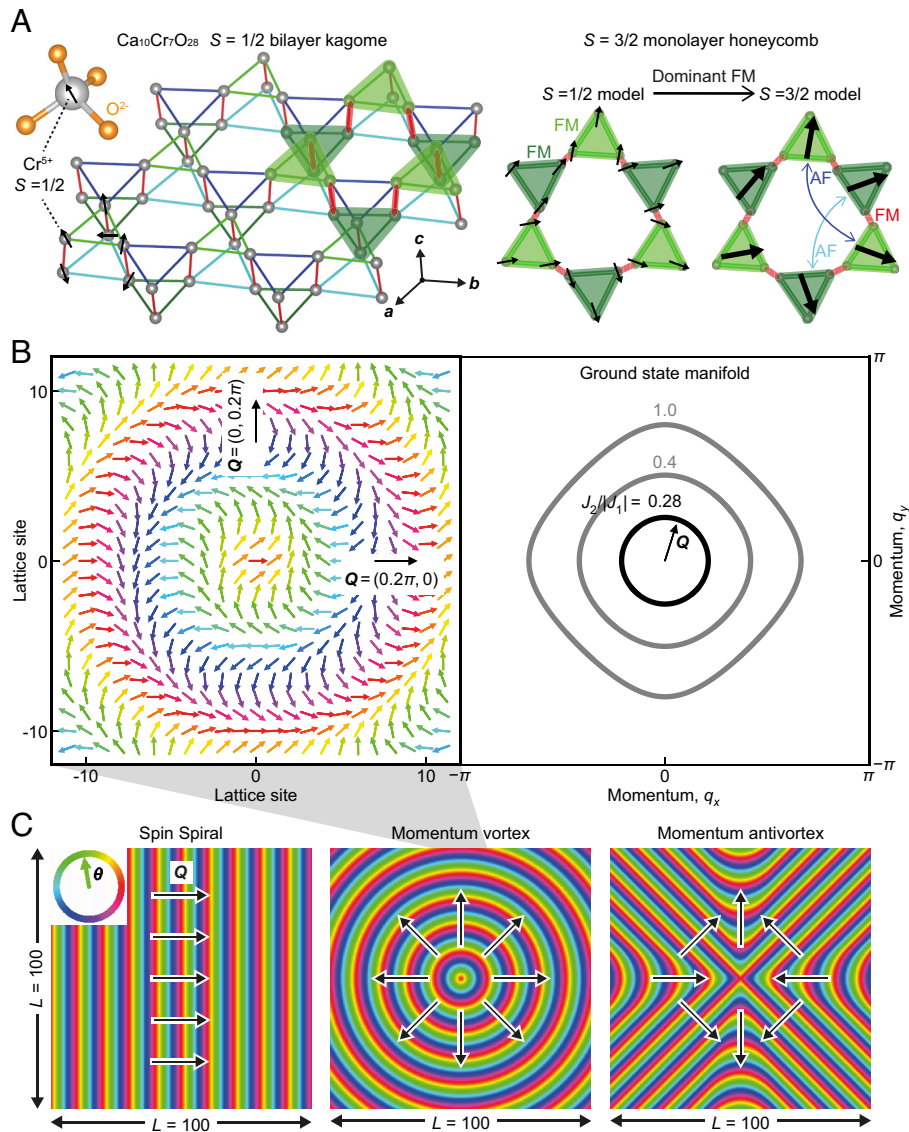 A
Ca10Cr7O28 S = 1/2 bilayer kagome
S = 3/2 monolayer honeycomb
Dominant FM
S =1/2 model
S =3/2 model
O2-
Cr5+
S =1/2
FM
FM
AF
AF
FM
c
b
a
B
10
0
-10
Lattice site
Q = (0, 0.2π)
Q = (0.2π, 0)
-10
0
10
Lattice site
Ground state manifold
1.0
0.4
J2/|J1| = 0.28
Q
π
0
−π
Momentum, qy
−π
0
π
Momentum, qx
C
Spin Spiral
Momentum vortex
Momentum antivortex
θ
Q
L = 100
L = 100
L = 100
L = 100